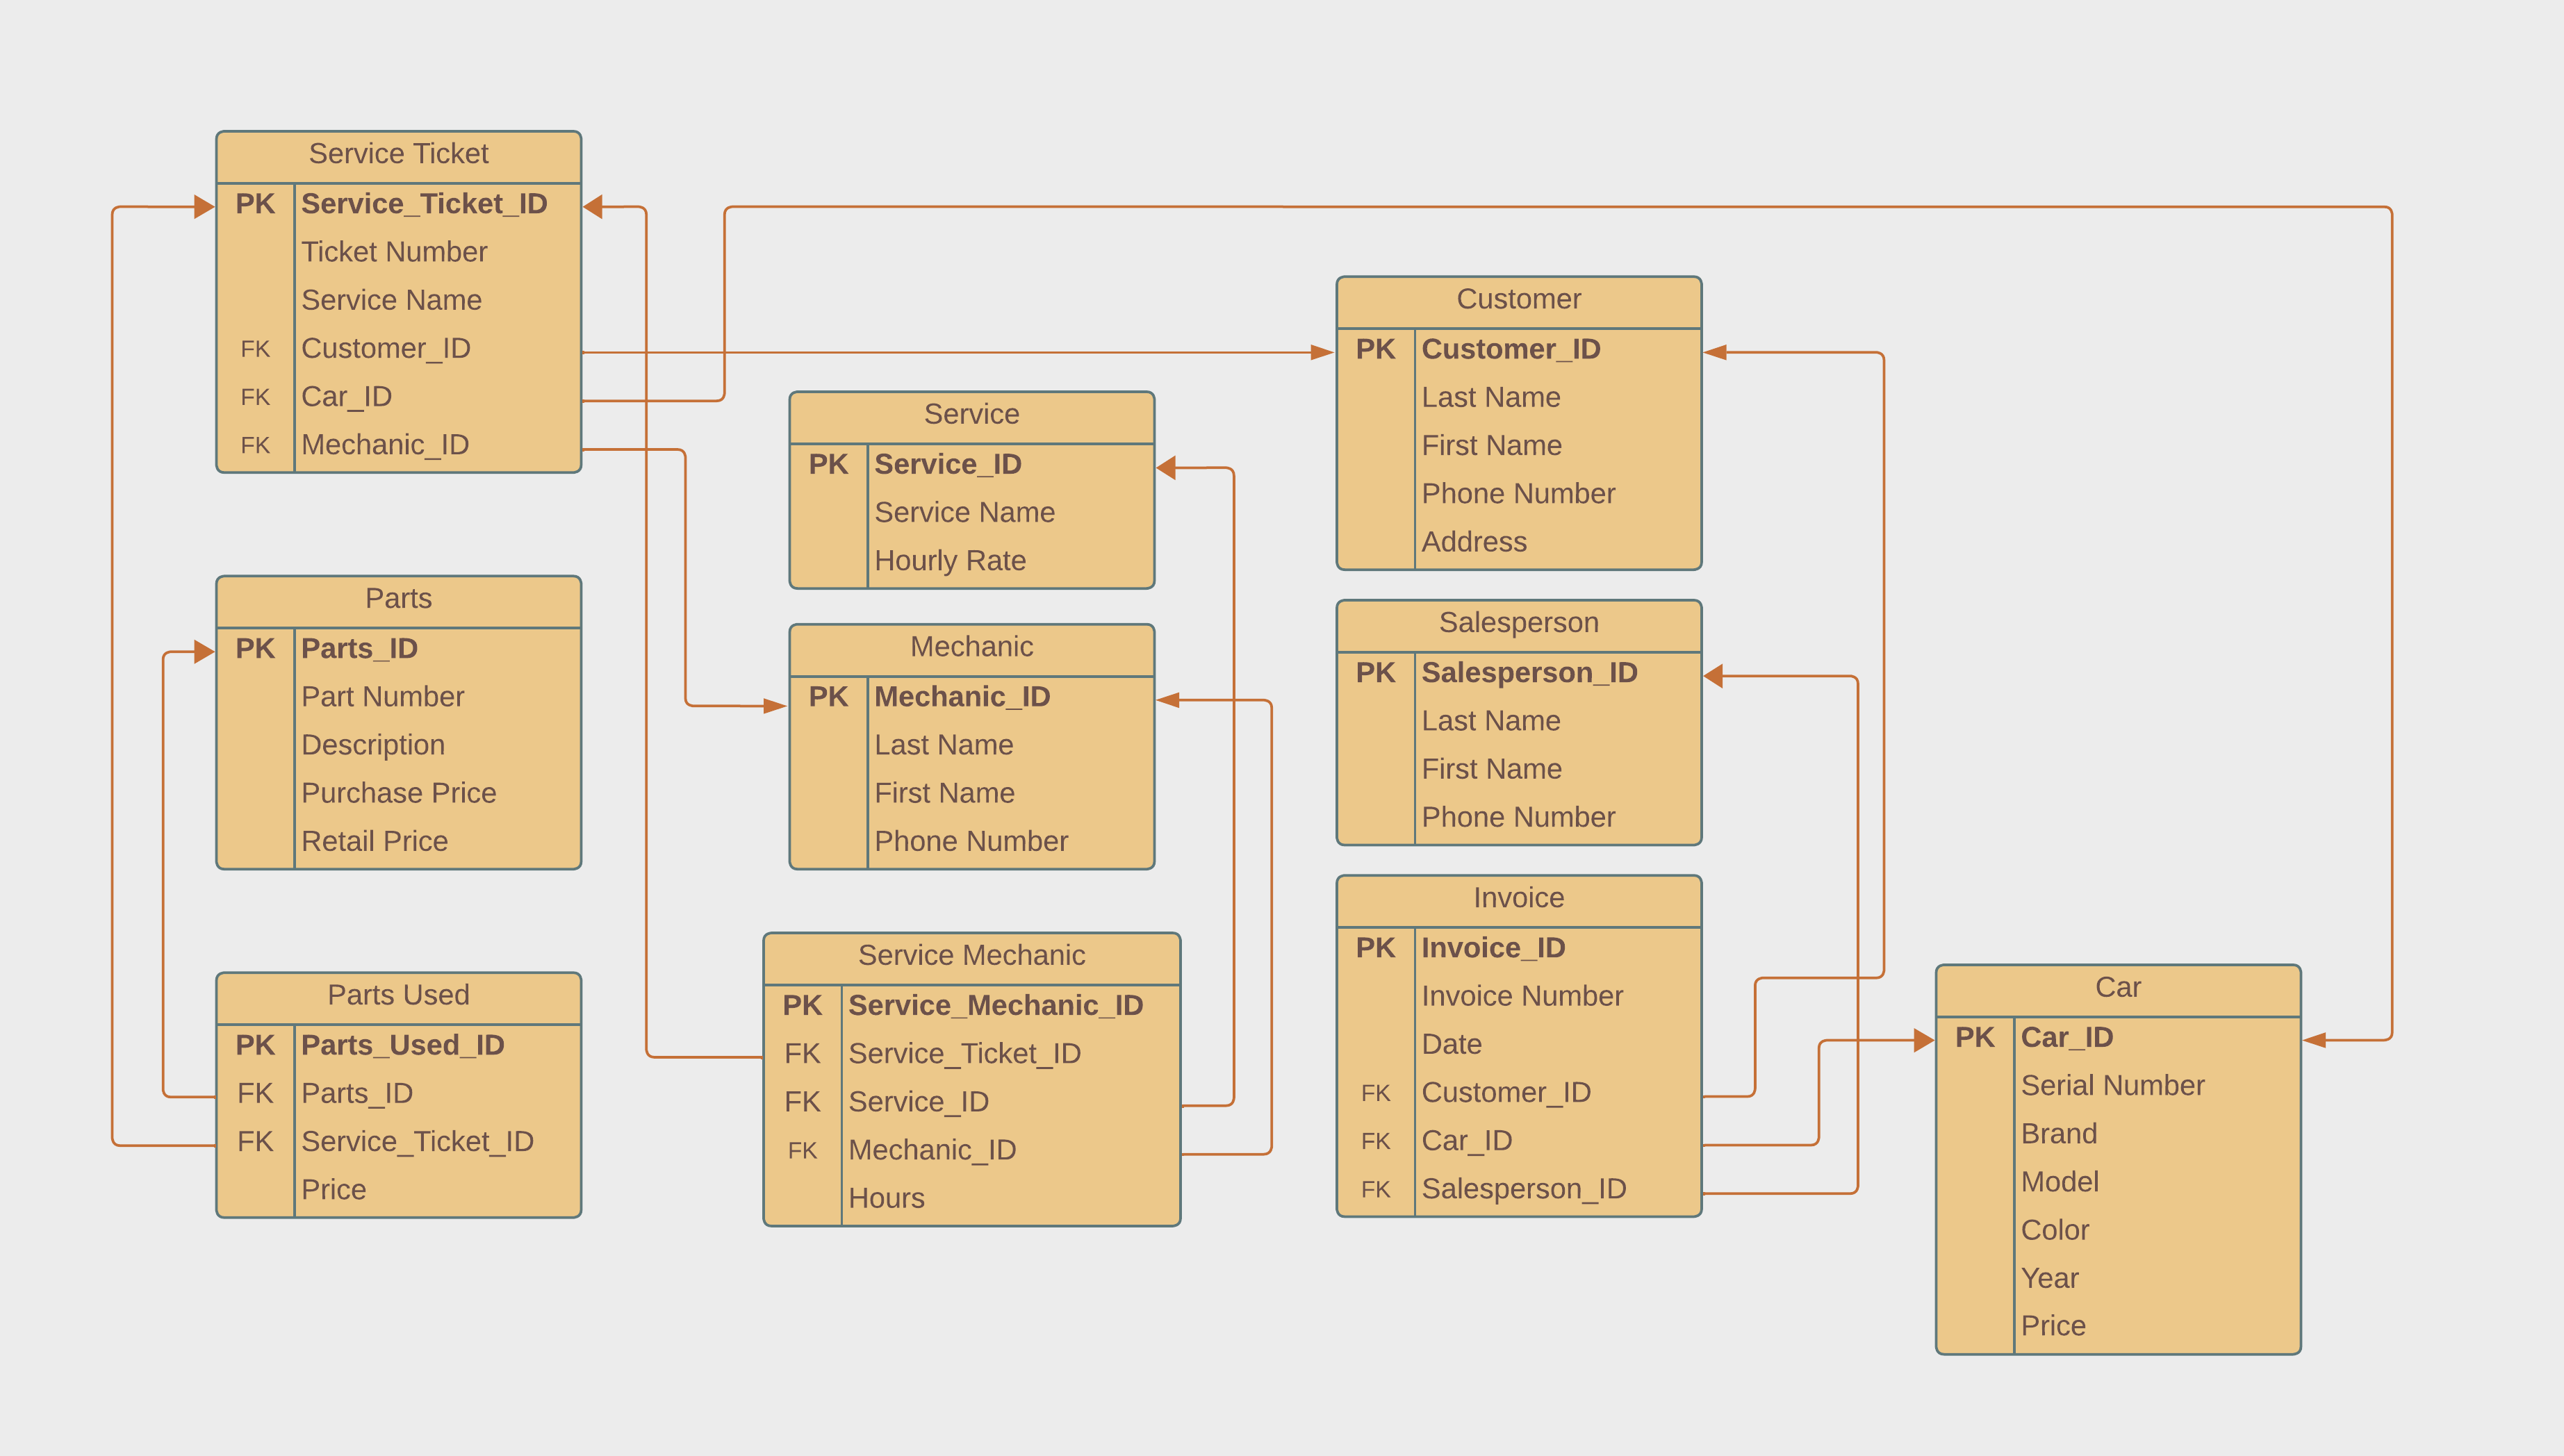 Service Ticket
PK Service_Ticket_ID
Ticket Number
Service Name
FK Customer_ID
FK Car_ID
FK Mechanic_ID
Parts
PK Parts_ID
Part Number
Description
Purchase Price
Retail Price
Parts Used
PK Parts_Used_ID
FK Parts_ID
FK Service_Ticket_ID
Price
Service
PK Service_ID
Service Name
Hourly Rate
Mechanic
PK Mechanic_ID
Last Name
First Name
Phone Number
Service Mechanic
PK Service_Mechanic_ID
FK Service_Ticket_ID
FK Service_ID
FK Mechanic_ID
Hours
Customer
PK Customer_ID
Last Name
First Name
Phone Number
Address
Salesperson
PK Salesperson_ID
Last Name
First Name
Phone Number
Invoice
PK Invoice_ID
Invoice Number
Date
FK Customer_ID
FK Car_ID
FK Salesperson_ID
Car
PK Car_ID
Serial Number
Brand
Model
Color
Year
Price